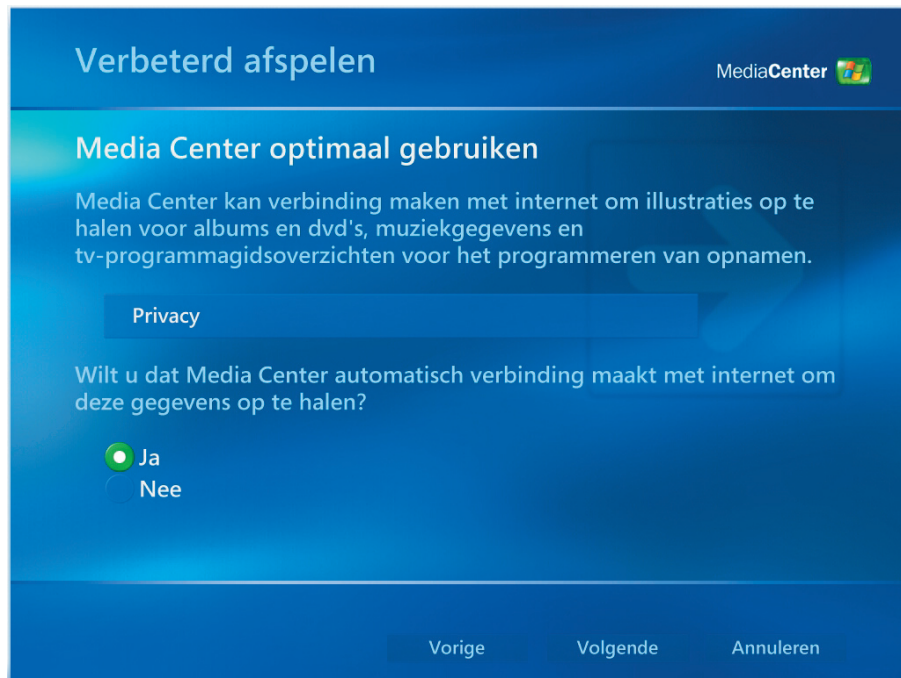 Verbeterd afspelen
MediaCenter
Media Center optimaal gebruiken
Media Center kan verbinding maken met internet om illustraties op te
halen voor albums en dvd's, muziekgegevens en
tv-programmagidsoverzichten voor het programmeren van opnamen.
Privacy
Wilt u dat Media Center automatisch verbinding maakt met internet om
deze gegevens op te halen?
Ja
Nee
Vorige Volgende Annuleren